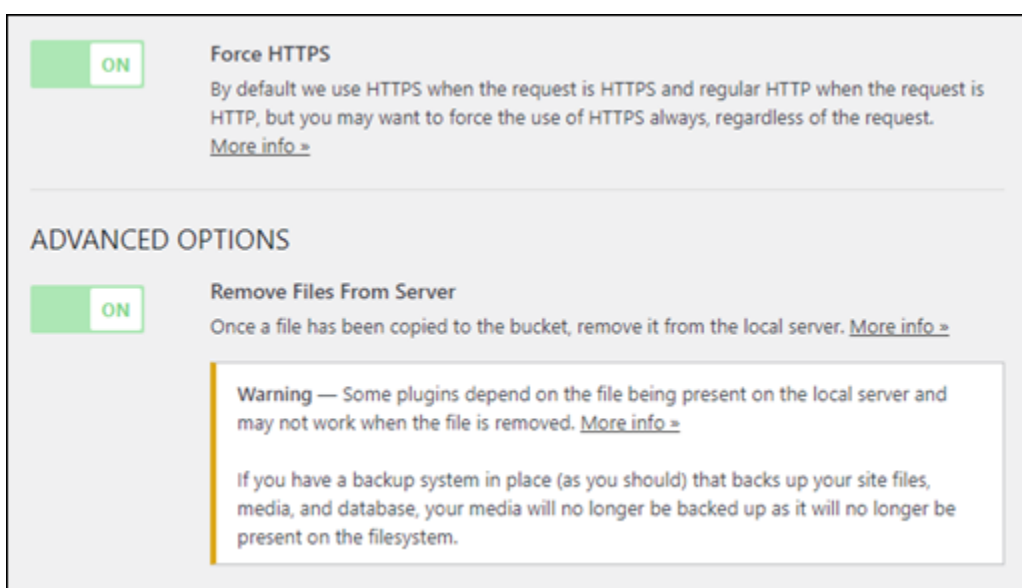 ON
Force HTTPS
By default we use HTTPS when the request is HTTPS and regular HTTP when the request is
HTTP, but you may want to force the use of HTTPS always, regardless of the request.
More info »
ADVANCED OPTIONS
ON
Remove Files From Server
Once a file has been copied to the bucket, remove it from the local server. More info »
Warning — Some plugins depend on the file being present on the local server and
may not work when the file is removed. More info »
If you have a backup system in place (as you should) that backs up your site files,
media, and database, your media will no longer be backed up as it will no longer be
present on the filesystem.